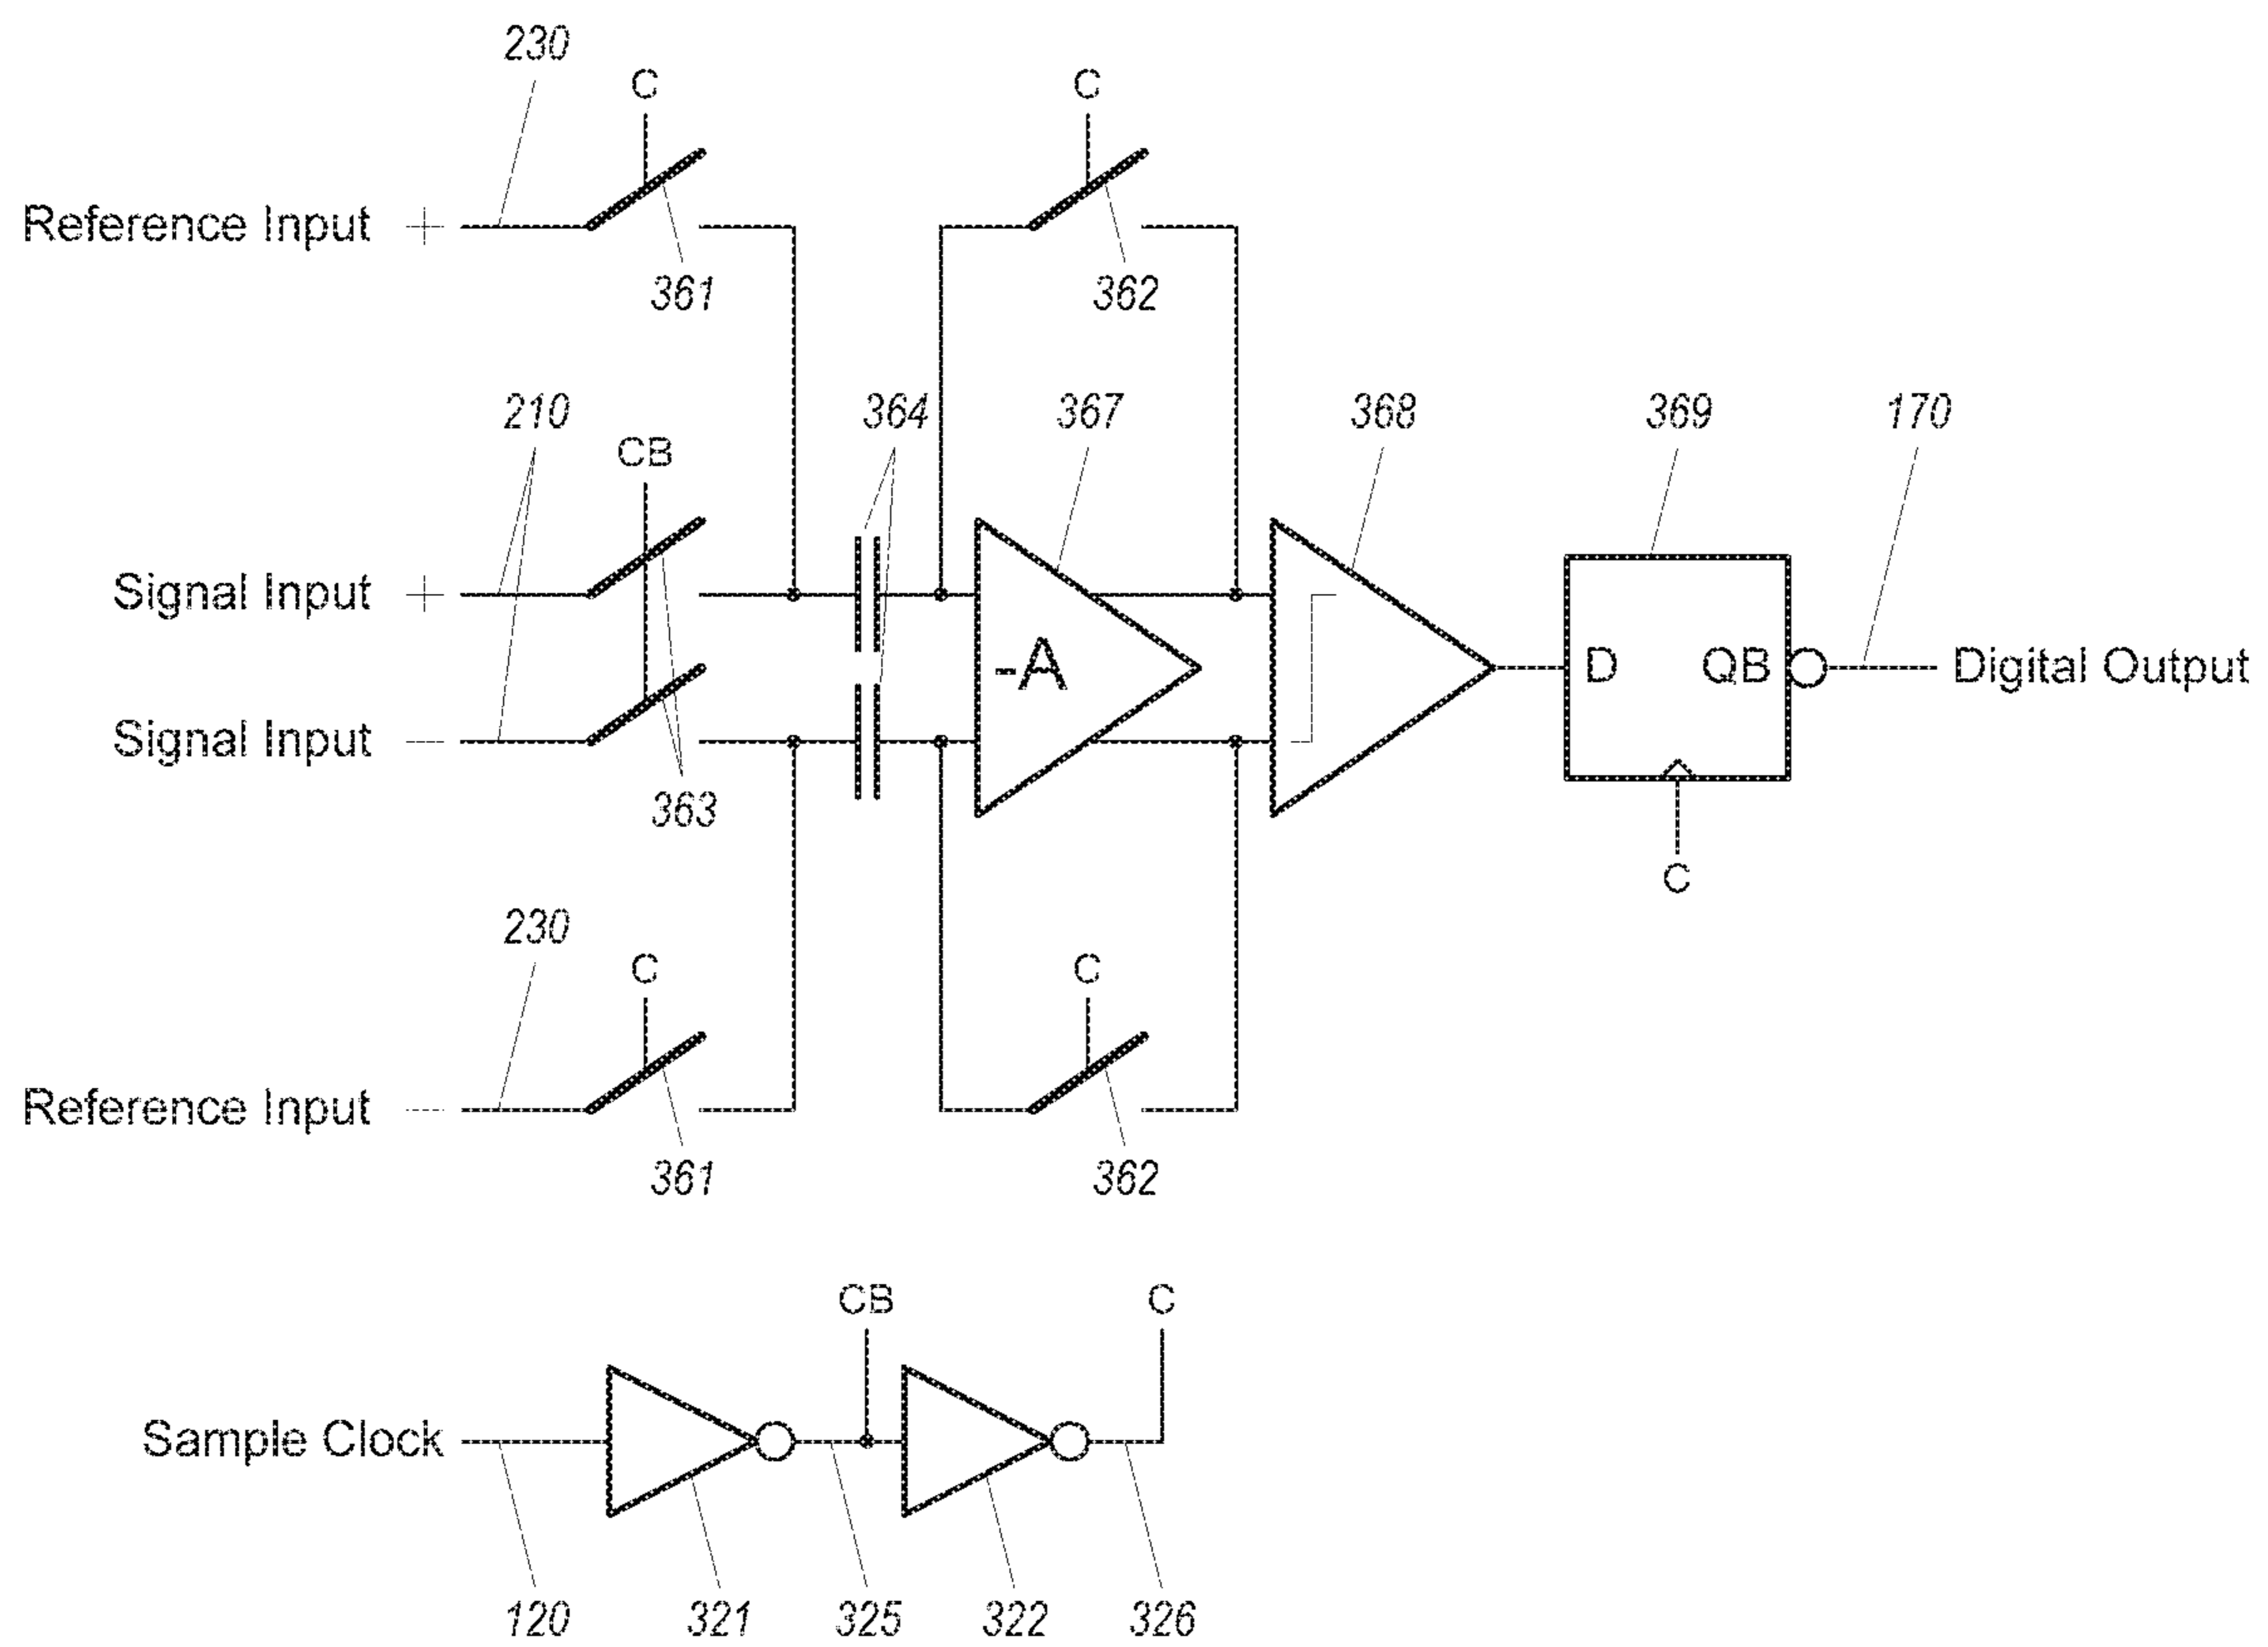 230
C
C
Reference Input +
361
362
210
CB
364
367
368
369
170
Signal Input +
-A
D
QB
Digital Output
Signal Input -
363
C
230
C
C
Reference Input -
361
362
CB
C
Sample Clock
120
321
325
322
326